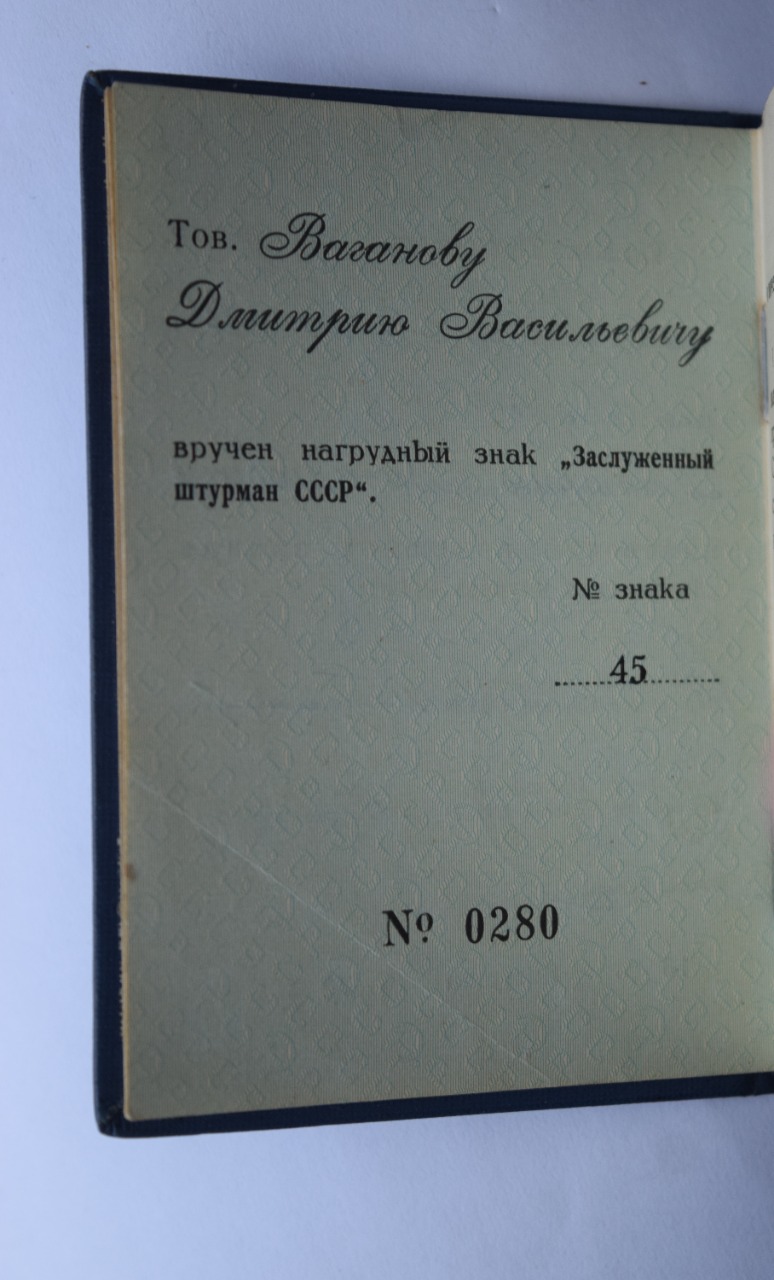 Тов. Ваганову
Дмитрию Васильевичу
вручен нагрудный знак „Заслуженный
штурман СССР“.
№ знака
45
№ 0280